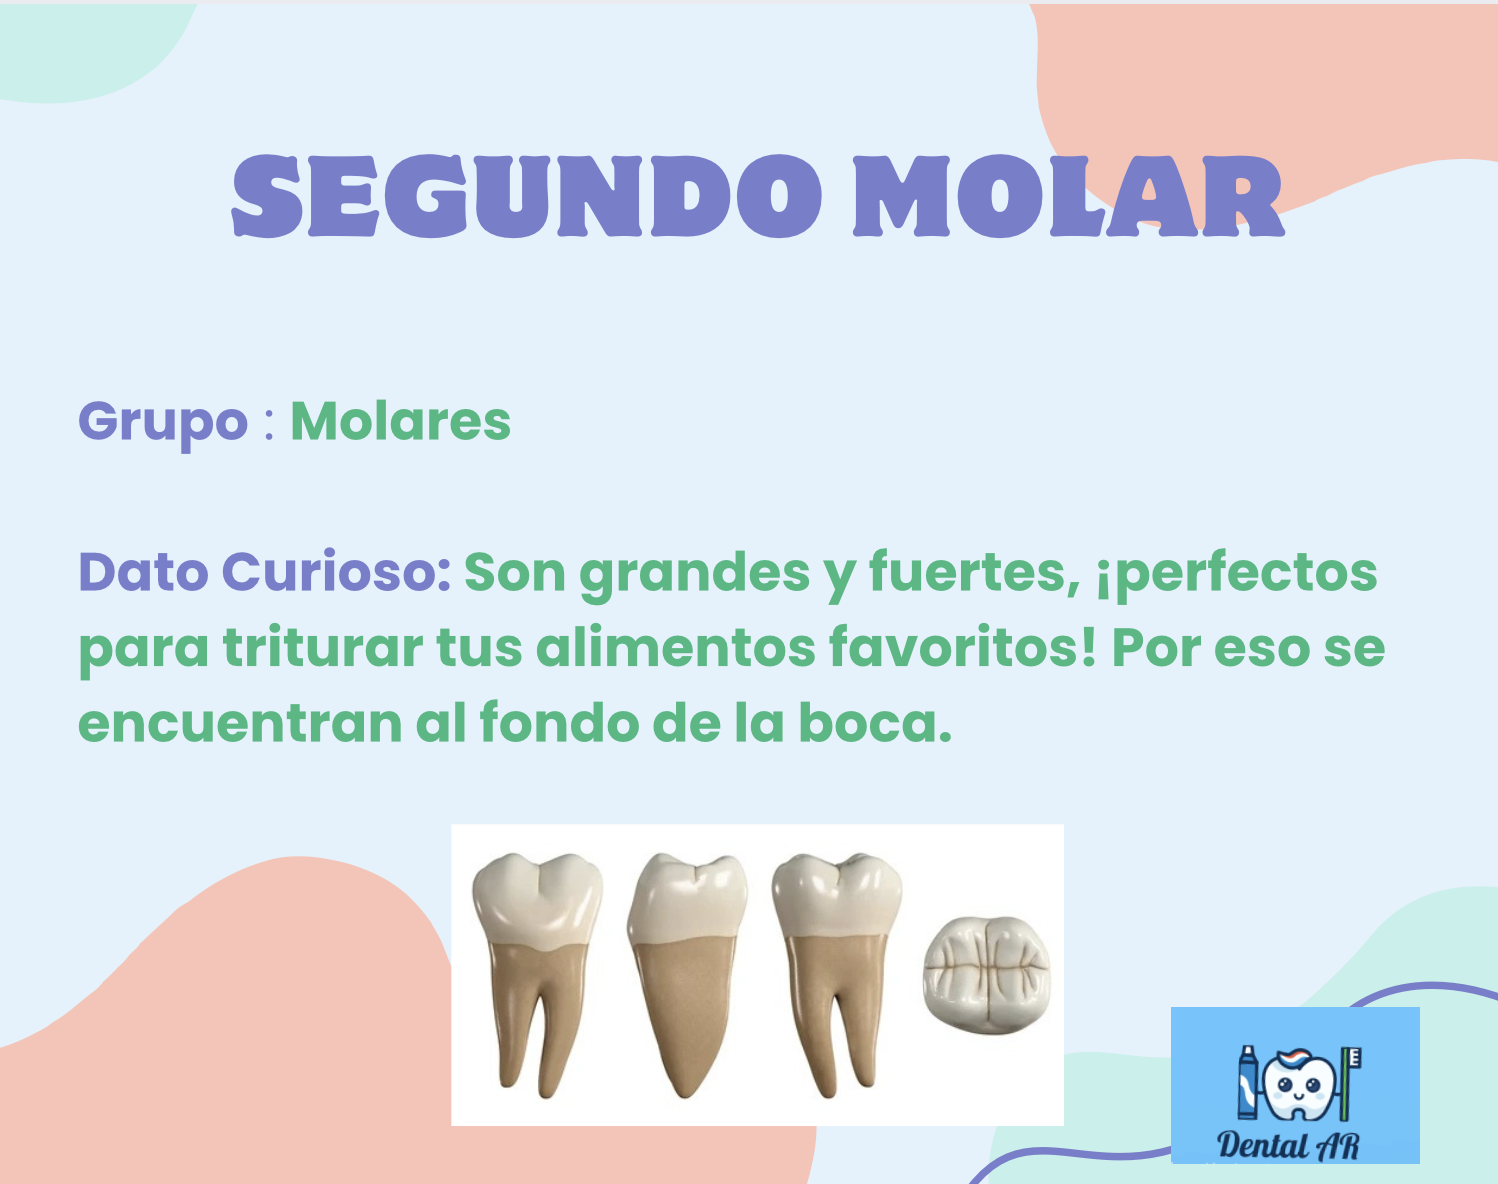 SEGUNDO MOLAR
Grupo : Molares
Dato Curioso: Son grandes y fuertes, ¡perfectos
para triturar tus alimentos favoritos! Por eso se
encuentran al fondo de la boca.
Dental AR